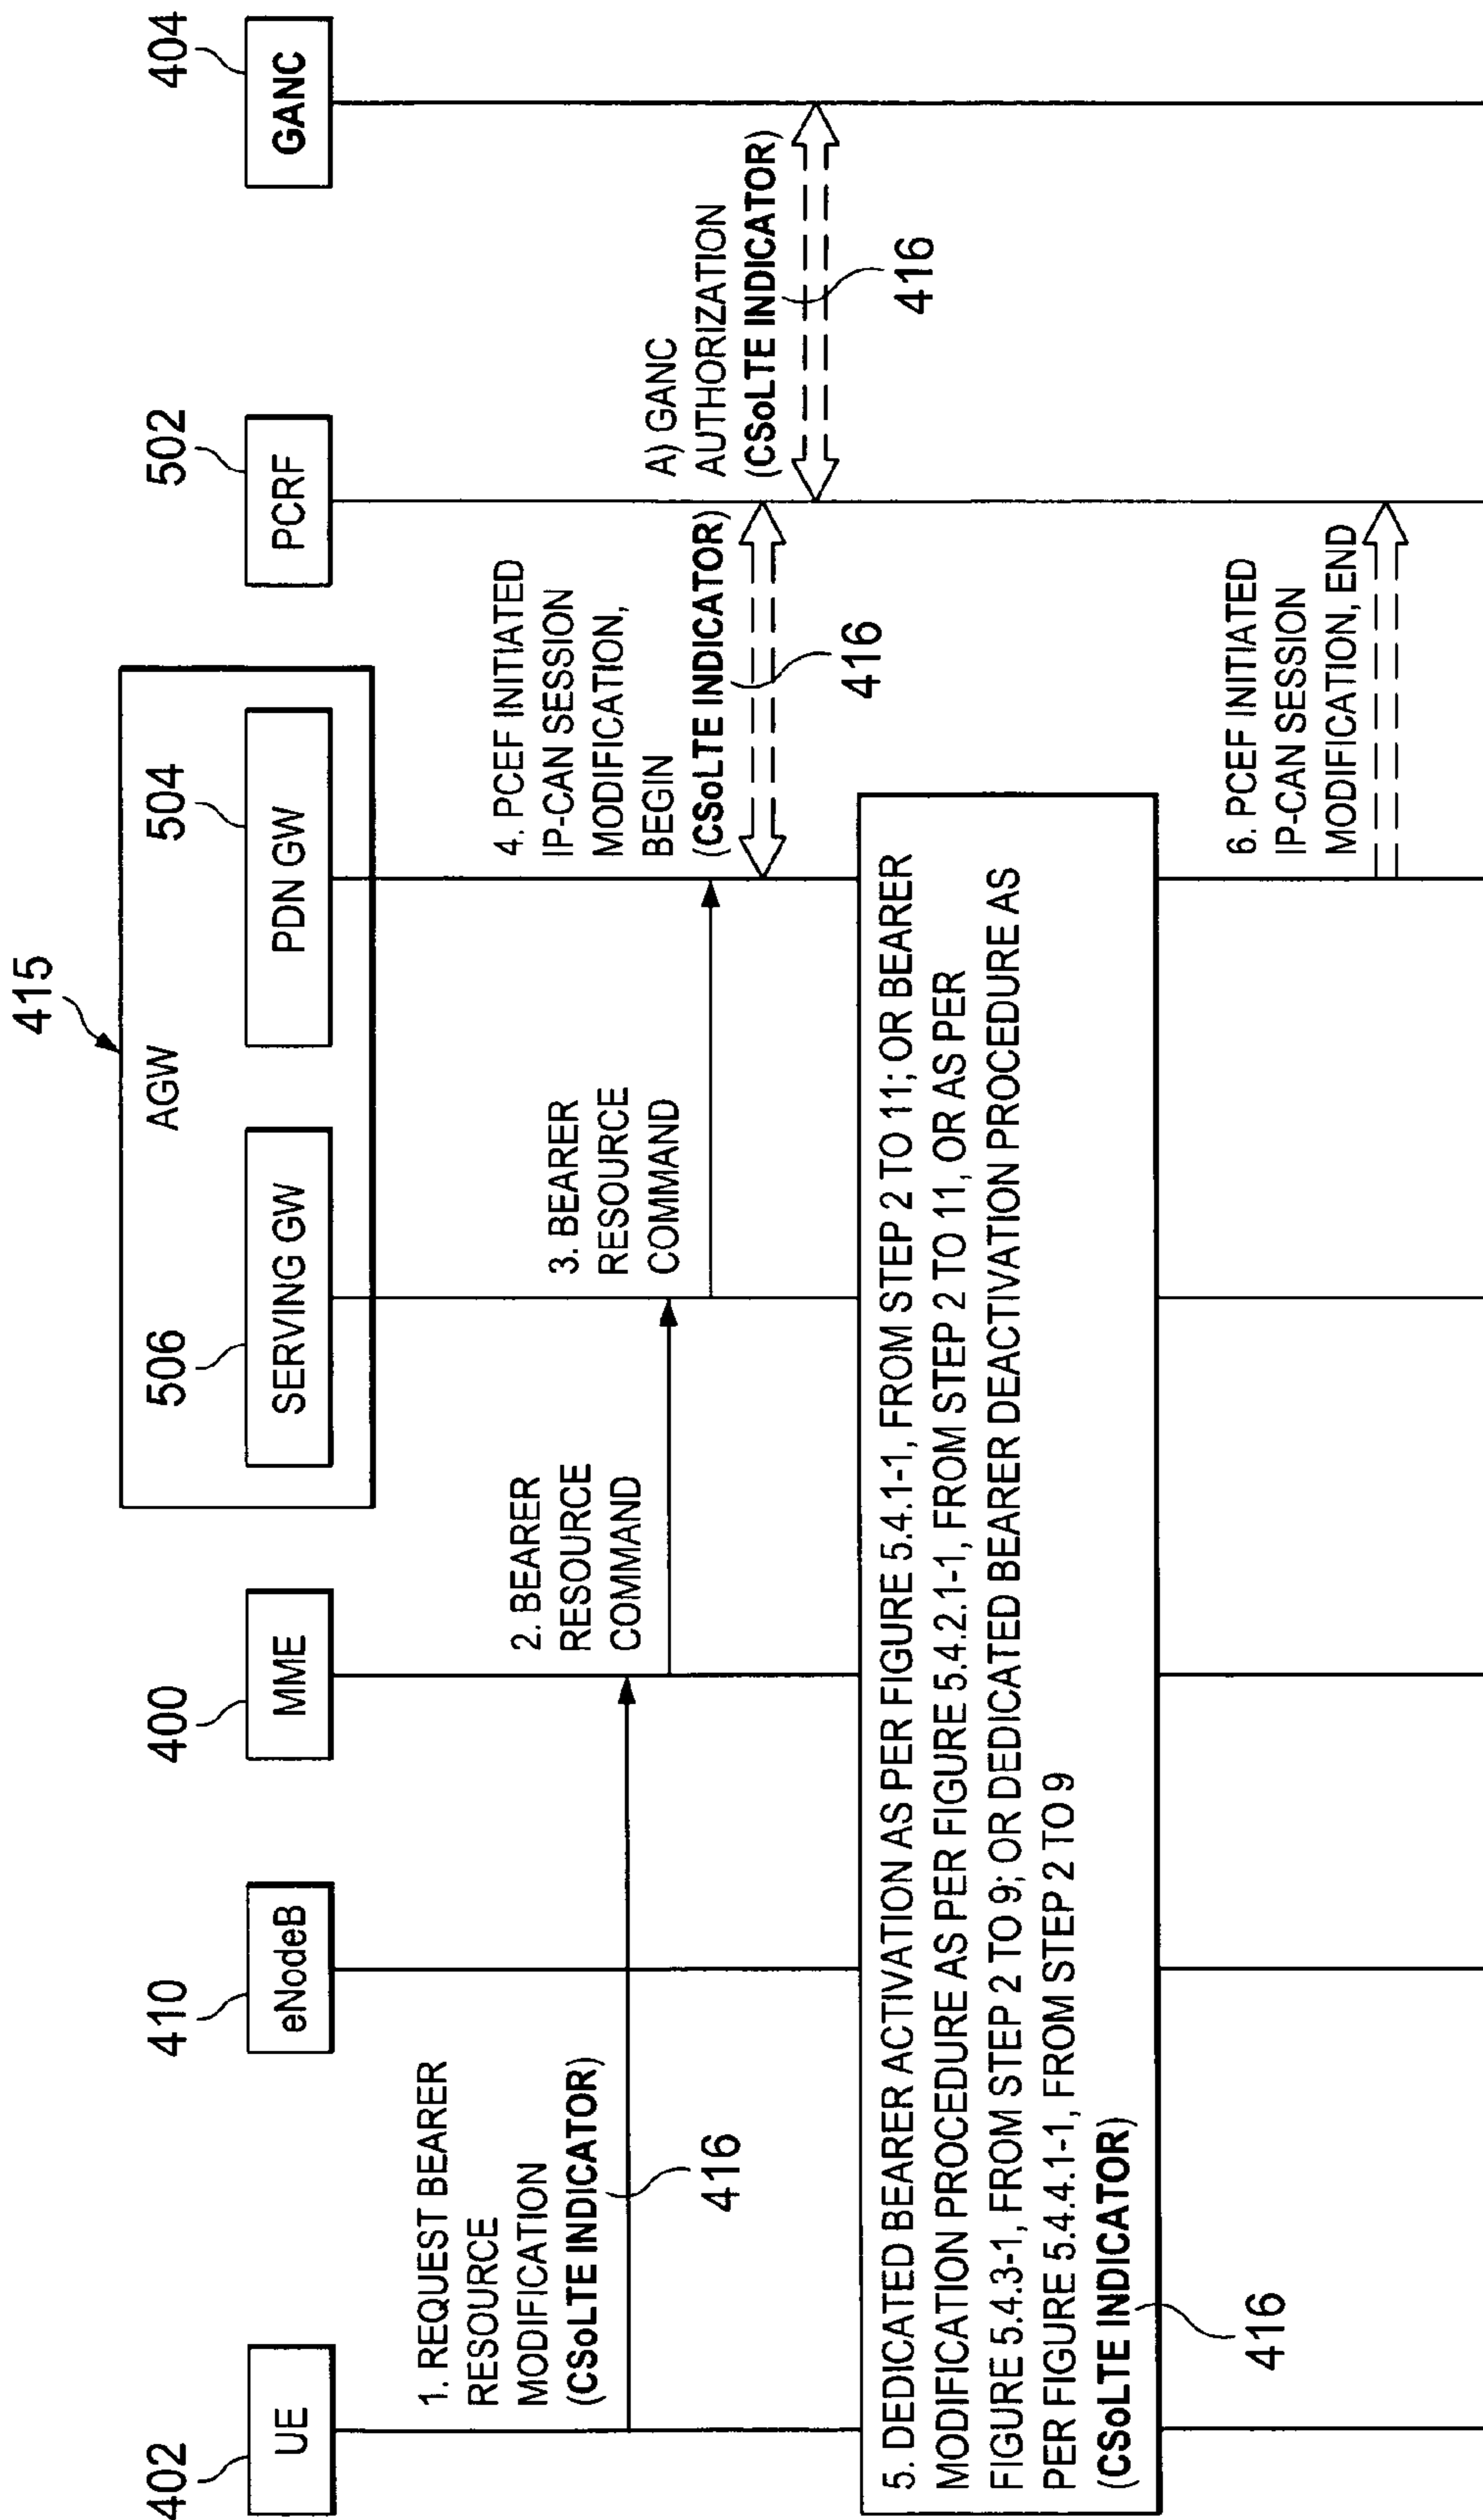 415
402
410
400
506
504
502
404
AGW
UE
eNodeB
MME
SERVING GW
PDN GW
PCRF
GANC
1. REQUEST BEARER
RESOURCE
MODIFICATION
(CSoLTE INDICATOR)
416
2. BEARER
RESOURCE
COMMAND
3. BEARER
RESOURCE
COMMAND
4. PCEF INITIATED
IP-CAN SESSION
MODIFICATION,
BEGIN
(CSoLTE INDICATOR)
416
A) GANC
AUTHORIZATION
(CSoLTE INDICATOR)
416
5. DEDICATED BEARER ACTIVATION AS PER FIGURE 5.4.1-1, FROM STEP 2 TO 11; OR BEARER
MODIFICATION PROCEDURE AS PER FIGURE 5.4.2.1-1, FROM STEP 2 TO 11, OR AS PER
FIGURE 5.4.3-1, FROM STEP 2 TO 9; OR DEDICATED BEARER DEACTIVATION PROCEDURE AS
PER FIGURE 5.4.4.1-1, FROM STEP 2 TO 9
(CSoLTE INDICATOR)
416
6. PCEF INITIATED
IP-CAN SESSION
MODIFICATION, END